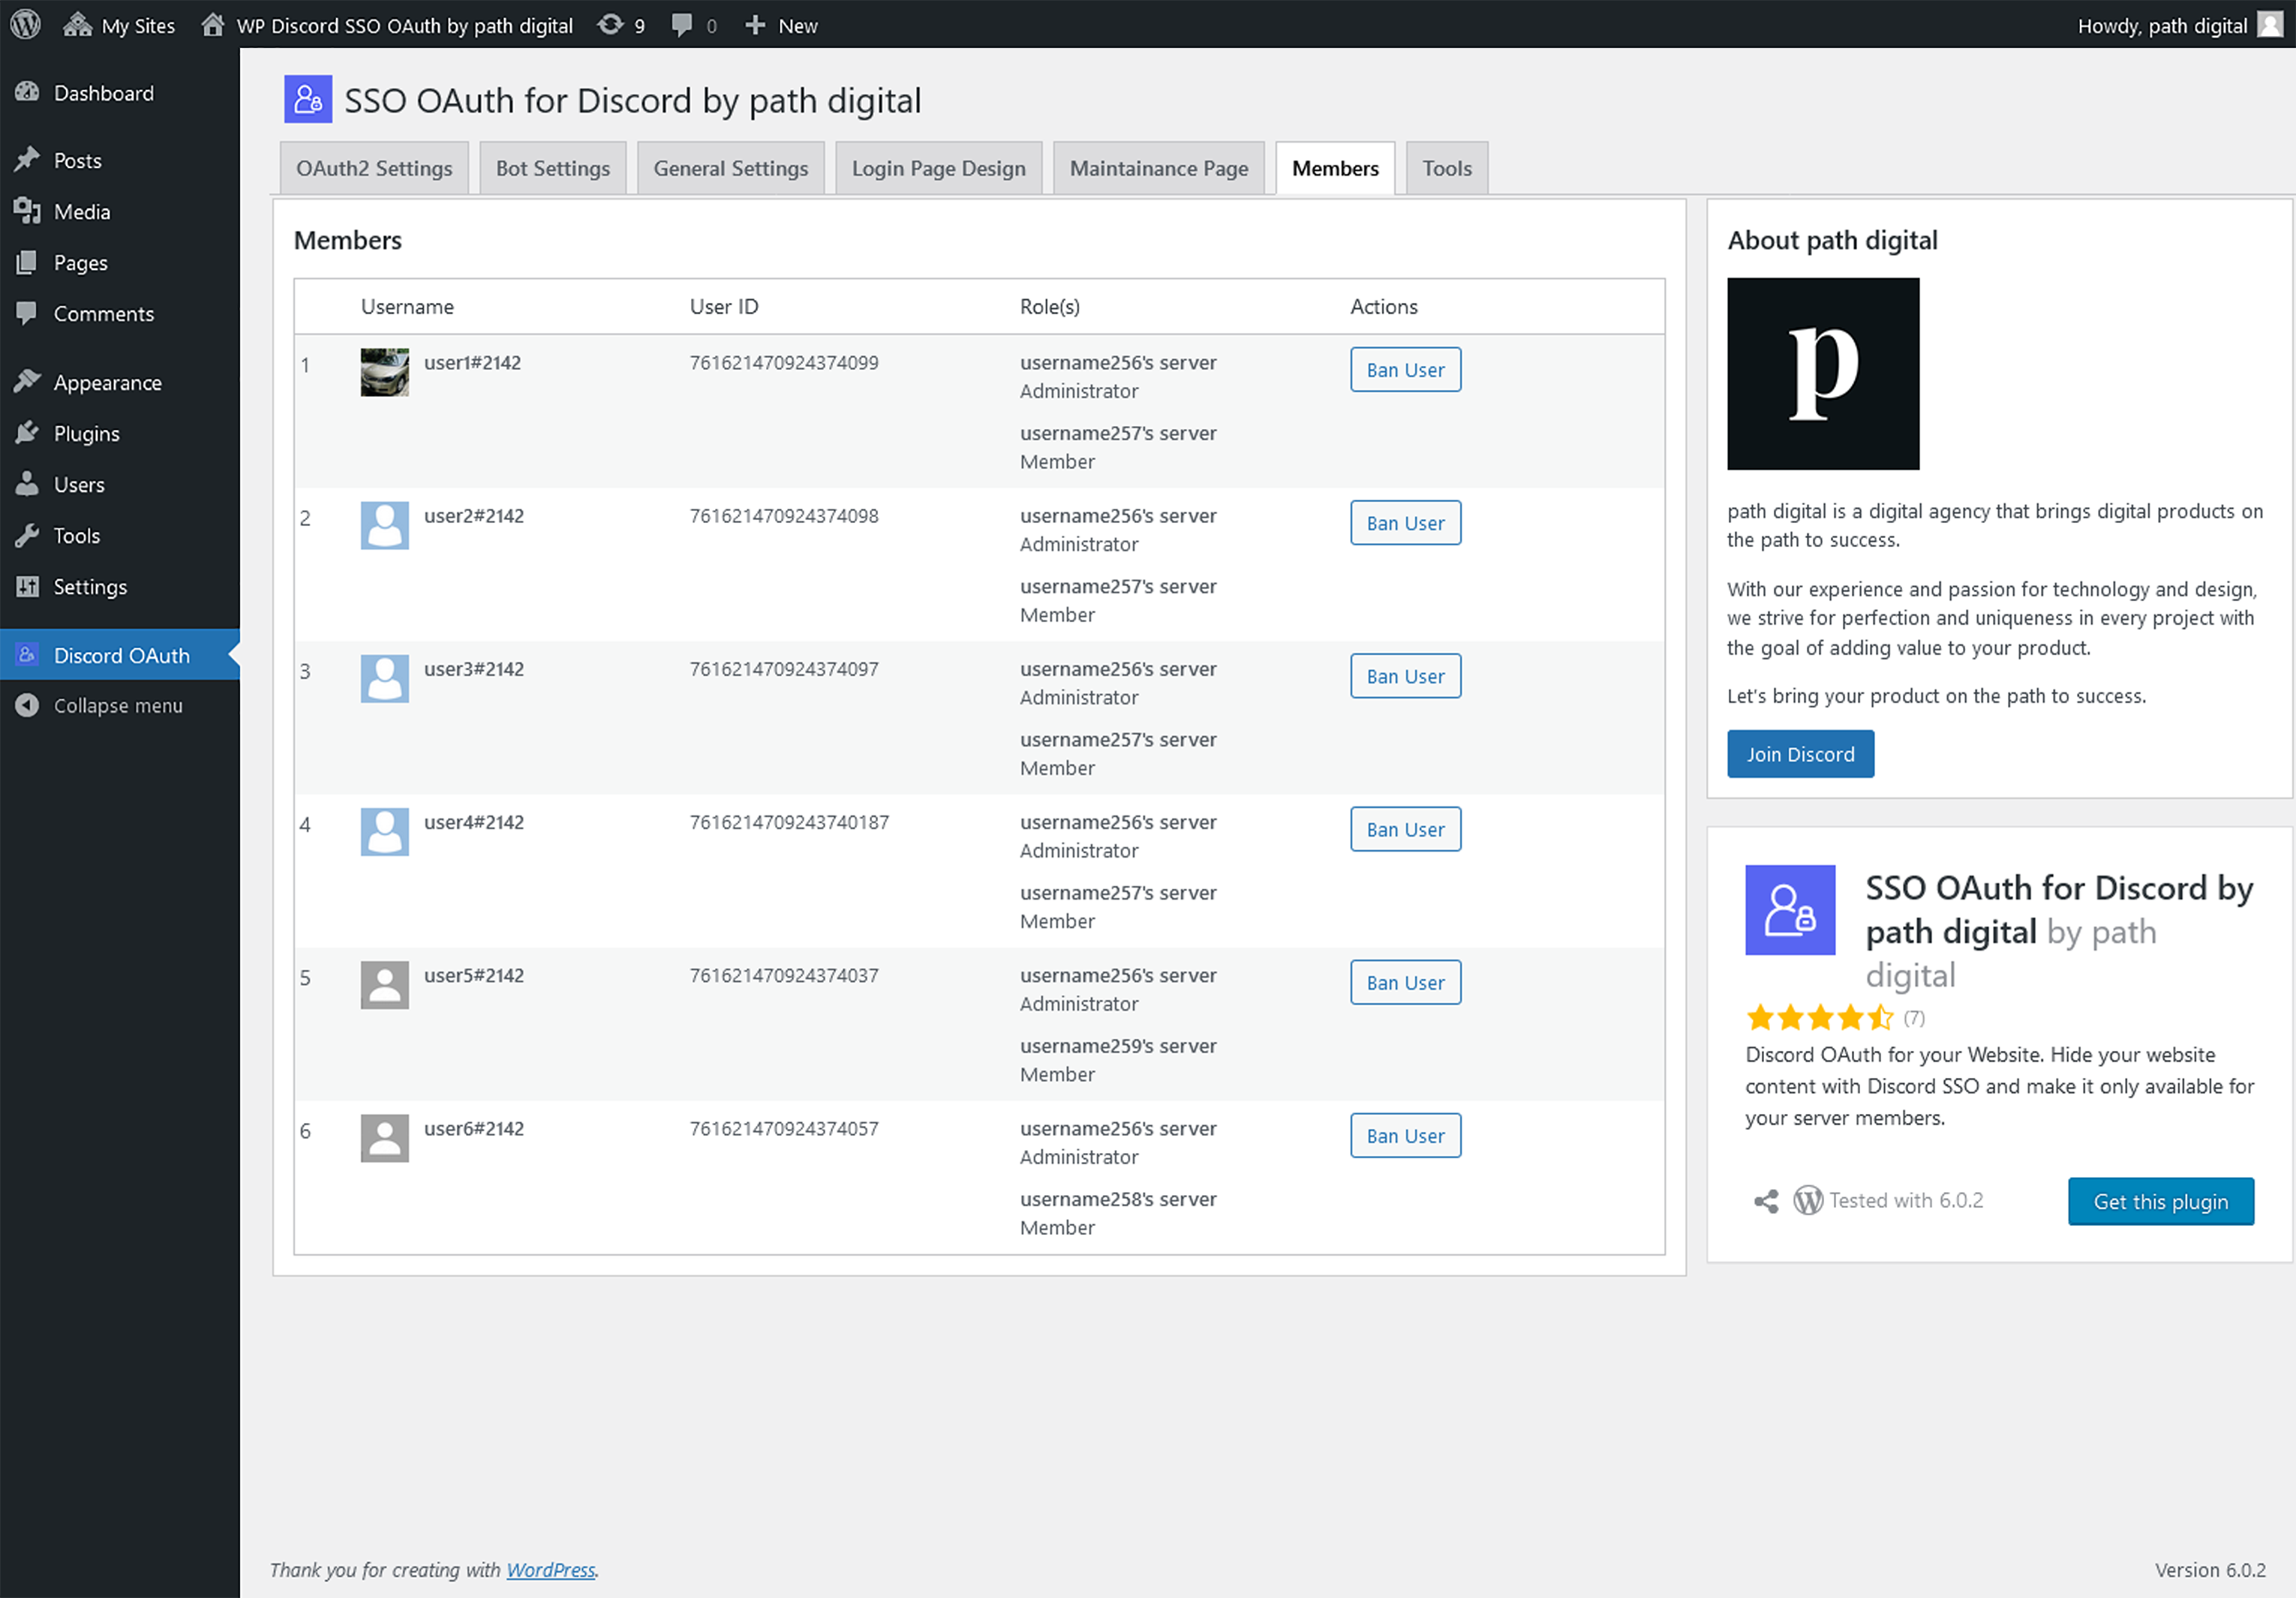 My Sites
WP Discord SSO OAuth by path digital
9
0
New
Howdy, path digital
Dashboard
Posts
Media
Pages
Comments
Appearance
Plugins
Users
Tools
Settings
Discord OAuth
Collapse menu
SSO OAuth for Discord by path digital
OAuth2 Settings
Bot Settings
General Settings
Login Page Design
Maintainance Page
Members
Tools
Members
Username User ID Role(s) Actions
1 user1#2142 761621470924374099 username256's server Ban User
Administrator
username257's server
Member
2 user2#2142 761621470924374098 username256's server Ban User
Administrator
username257's server
Member
3 user3#2142 761621470924374097 username256's server Ban User
Administrator
username257's server
Member
4 user4#2142 7616214709243740187 username256's server Ban User
Administrator
username257's server
Member
5 user5#2142 761621470924374037 username256's server Ban User
Administrator
username259's server
Member
6 user6#2142 761621470924374057 username256's server Ban User
Administrator
username258's server
Member
About path digital
p
path digital is a digital agency that brings digital products on
the path to success.
With our experience and passion for technology and design,
we strive for perfection and uniqueness in every project with
the goal of adding value to your product.
Let's bring your product on the path to success.
Join Discord
SSO OAuth for Discord by
path digital by path
digital
(7)
Discord OAuth for your Website. Hide your website
content with Discord SSO and make it only available for
your server members.
Tested with 6.0.2
Get this plugin
Thank you for creating with WordPress.
Version 6.0.2